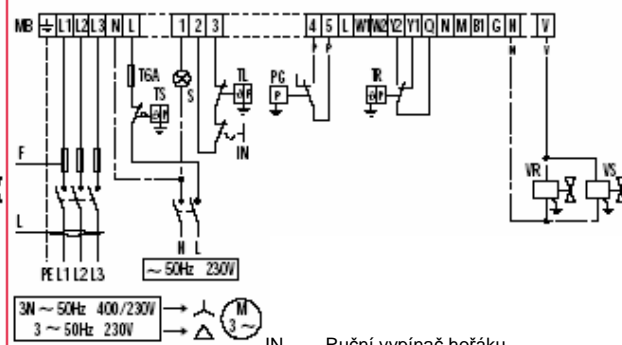 MB L1 L2 L3 N L 1 2 3 4 5 L W1 W2 Y2 Y1 Q N M B1 G N V
P P N V
T6A
TS
S
TL
PG
P
TR
IN
F
L
VR VS
N L
PE L1 L2 L3
~ 50Hz 230V
3N ~ 50Hz 400/230V
3 ~ 50Hz 230V
M
3 ~
IN Ruční vypínač hořáku